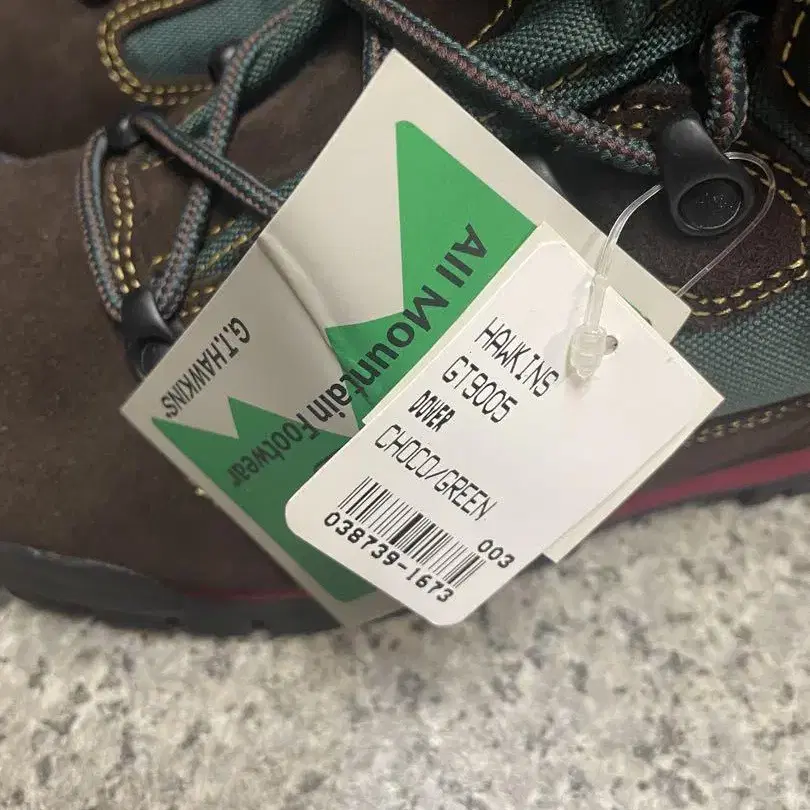 G.T.HAWKINS
All Mountain Footwear
HAWKINS
GT9005
DOVER
CHOCO/GREEN
003
038739-1673